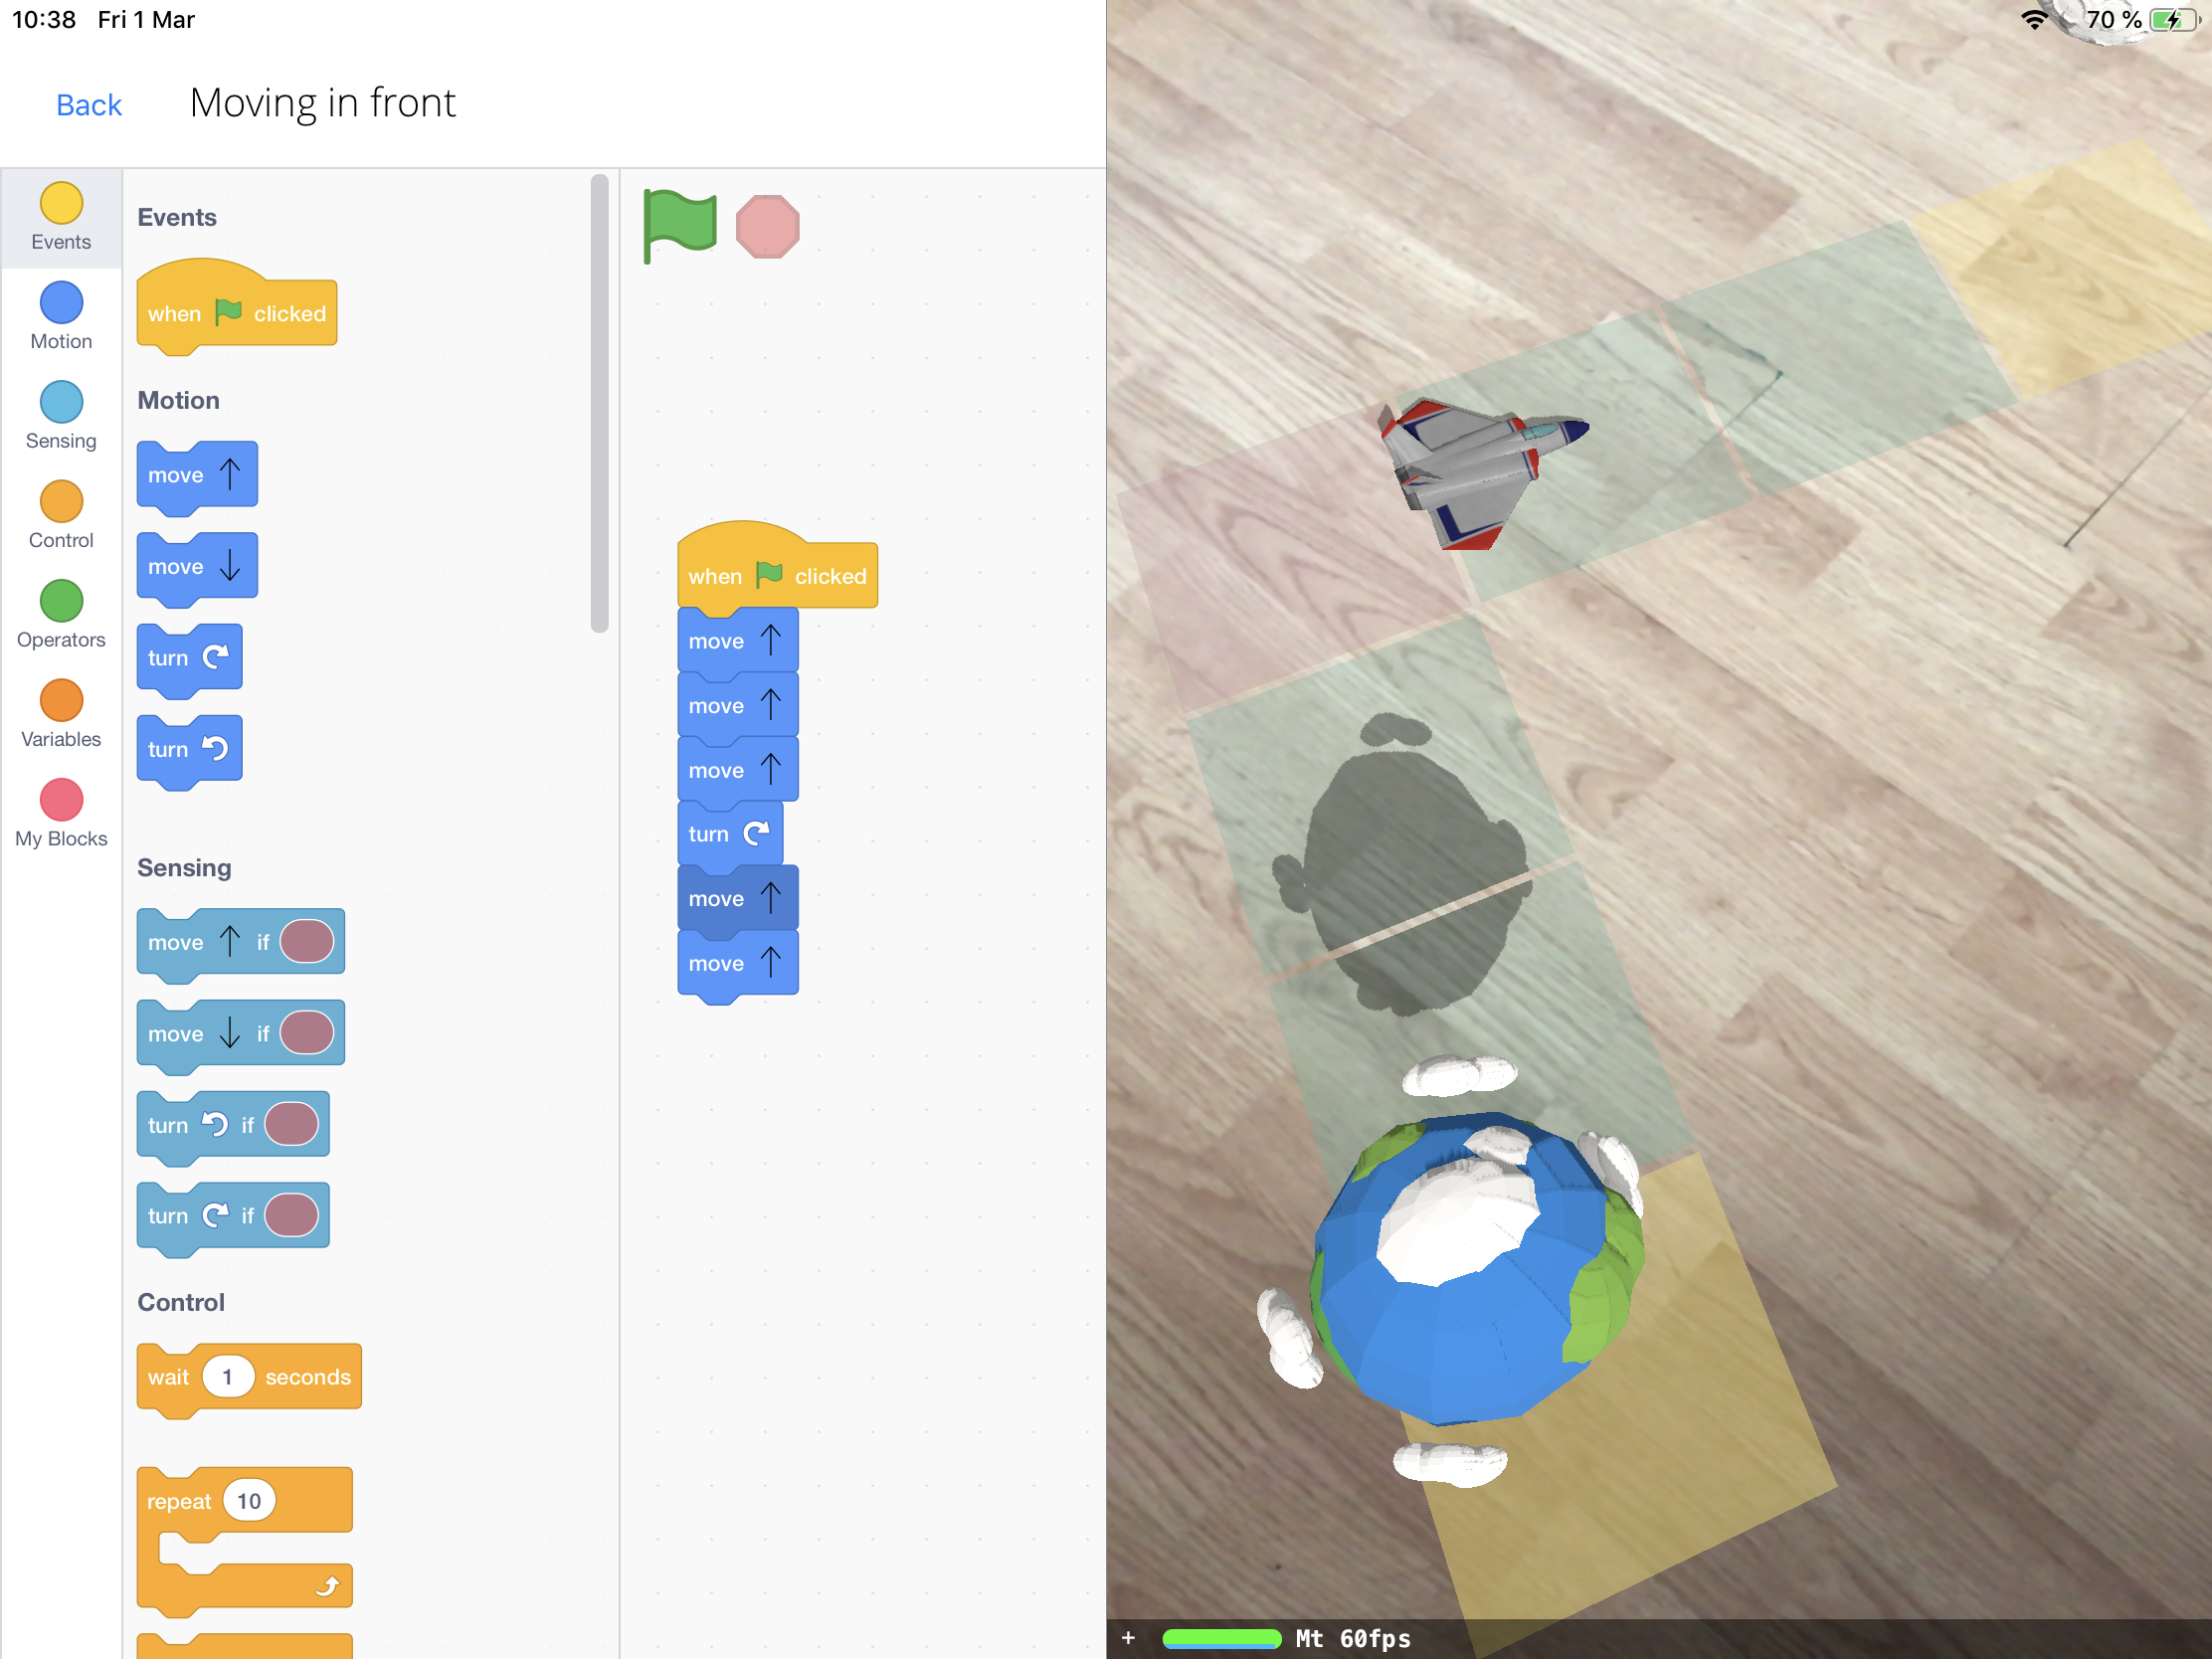 10:38 Fri 1 Mar
70 %
Back
Moving in front
Events
Motion
Sensing
Control
Operators
Variables
My Blocks
Events
when clicked
Motion
move ↑
move ↓
turn
turn
Sensing
move ↑ if
move ↓ if
turn if
turn if
Control
wait 1 seconds
repeat 10
when clicked
move ↑
move ↑
move ↑
turn
move ↑
move ↑
+ Mt 60fps